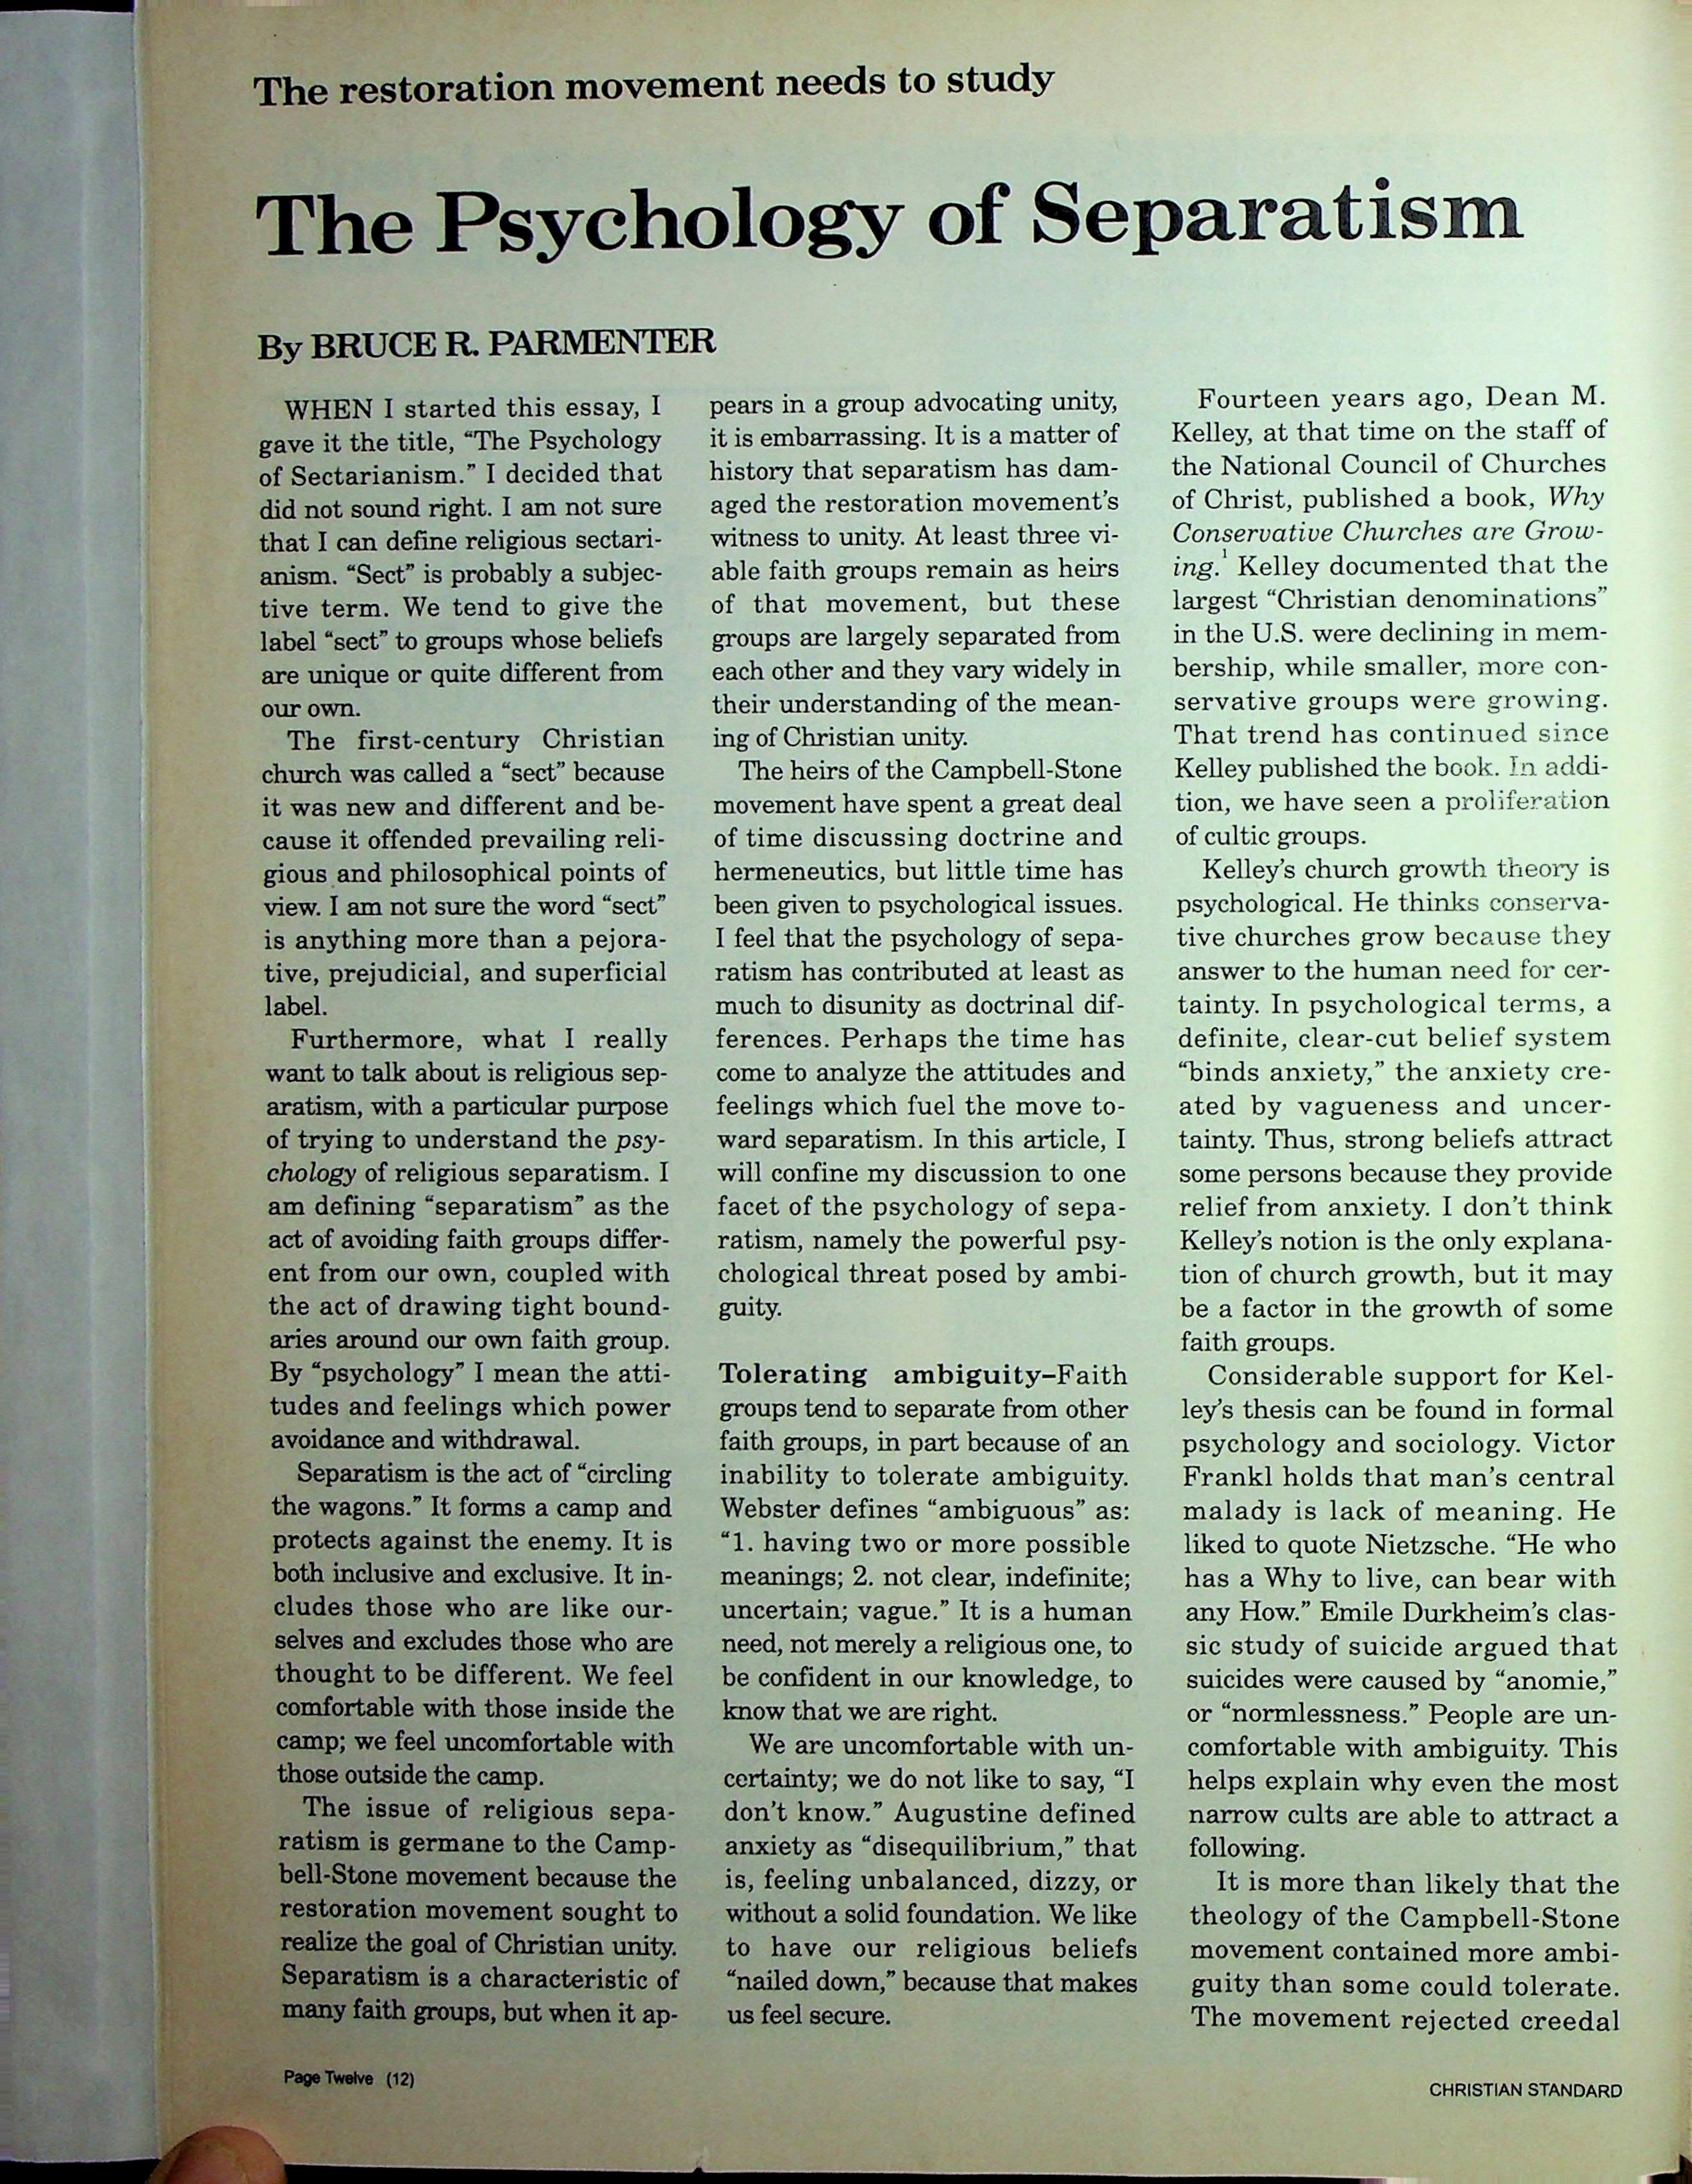 The restoration movement needs to study
The Psychology of Separatism
By BRUCE R. PARMENTER
WHEN I started this essay, I
gave it the title, “The Psychology
of Sectarianism.” I decided that
did not sound right. I am not sure
that I can define religious sectari-
anism. “Sect” is probably a subjec-
tive term. We tend to give the
label “sect” to groups whose beliefs
are unique or quite different from
our own.
The first-century Christian
church was called a “sect” because
it was new and different and be-
cause it offended prevailing reli-
gious and philosophical points of
view. I am not sure the word “sect”
is anything more than a pejora-
tive, prejudicial, and superficial
label.
Furthermore, what I really
want to talk about is religious sep-
aratism, with a particular purpose
of trying to understand the psy-
chology of religious separatism. I
am defining “separatism” as the
act of avoiding faith groups differ-
ent from our own, coupled with
the act of drawing tight bound-
aries around our own faith group.
By “psychology” I mean the atti-
tudes and feelings which power
avoidance and withdrawal.
Separatism is the act of “circling
the wagons.” It forms a camp and
protects against the enemy. It is
both inclusive and exclusive. It in-
cludes those who are like our-
selves and excludes those who are
thought to be different. We feel
comfortable with those inside the
camp; we feel uncomfortable with
those outside the camp.
The issue of religious sepa-
ratism is germane to the Camp-
bell-Stone movement because the
restoration movement sought to
realize the goal of Christian unity.
Separatism is a characteristic of
many faith groups, but when it ap-
pears in a group advocating unity,
it is embarrassing. It is a matter of
history that separatism has dam-
aged the restoration movement’s
witness to unity. At least three vi-
able faith groups remain as heirs
of that movement, but these
groups are largely separated from
each other and they vary widely in
their understanding of the mean-
ing of Christian unity.
The heirs of the Campbell-Stone
movement have spent a great deal
of time discussing doctrine and
hermeneutics, but little time has
been given to psychological issues.
I feel that the psychology of sepa-
ratism has contributed at least as
much to disunity as doctrinal dif-
ferences. Perhaps the time has
come to analyze the attitudes and
feelings which fuel the move to-
ward separatism. In this article, I
will confine my discussion to one
facet of the psychology of sepa-
ratism, namely the powerful psy-
chological threat posed by ambi-
guity.
Tolerating ambiguity–Faith
groups tend to separate from other
faith groups, in part because of an
inability to tolerate ambiguity.
Webster defines “ambiguous” as:
“1. having two or more possible
meanings; 2. not clear, indefinite;
uncertain; vague.” It is a human
need, not merely a religious one, to
be confident in our knowledge, to
know that we are right.
We are uncomfortable with un-
certainty; we do not like to say, “I
don’t know.” Augustine defined
anxiety as “disequilibrium,” that
is, feeling unbalanced, dizzy, or
without a solid foundation. We like
to have our religious beliefs
“nailed down,” because that makes
us feel secure.
Fourteen years ago, Dean M.
Kelley, at that time on the staff of
the National Council of Churches
of Christ, published a book, Why
Conservative Churches are Grow-
ing.¹ Kelley documented that the
largest “Christian denominations”
in the U.S. were declining in mem-
bership, while smaller, more con-
servative groups were growing.
That trend has continued since
Kelley published the book. In addi-
tion, we have seen a proliferation
of cultic groups.
Kelley’s church growth theory is
psychological. He thinks conserva-
tive churches grow because they
answer to the human need for cer-
tainty. In psychological terms, a
definite, clear-cut belief system
“binds anxiety,” the anxiety cre-
ated by vagueness and uncer-
tainty. Thus, strong beliefs attract
some persons because they provide
relief from anxiety. I don’t think
Kelley’s notion is the only explana-
tion of church growth, but it may
be a factor in the growth of some
faith groups.
Considerable support for Kel-
ley’s thesis can be found in formal
psychology and sociology. Victor
Frankl holds that man’s central
malady is lack of meaning. He
liked to quote Nietzsche. “He who
has a Why to live, can bear with
any How.” Emile Durkheim’s clas-
sic study of suicide argued that
suicides were caused by “anomie,”
or “normlessness.” People are un-
comfortable with ambiguity. This
helps explain why even the most
narrow cults are able to attract a
following.
It is more than likely that the
theology of the Campbell-Stone
movement contained more ambi-
guity than some could tolerate.
The movement rejected creedal
Page Twelve (12)
CHRISTIAN STANDARD